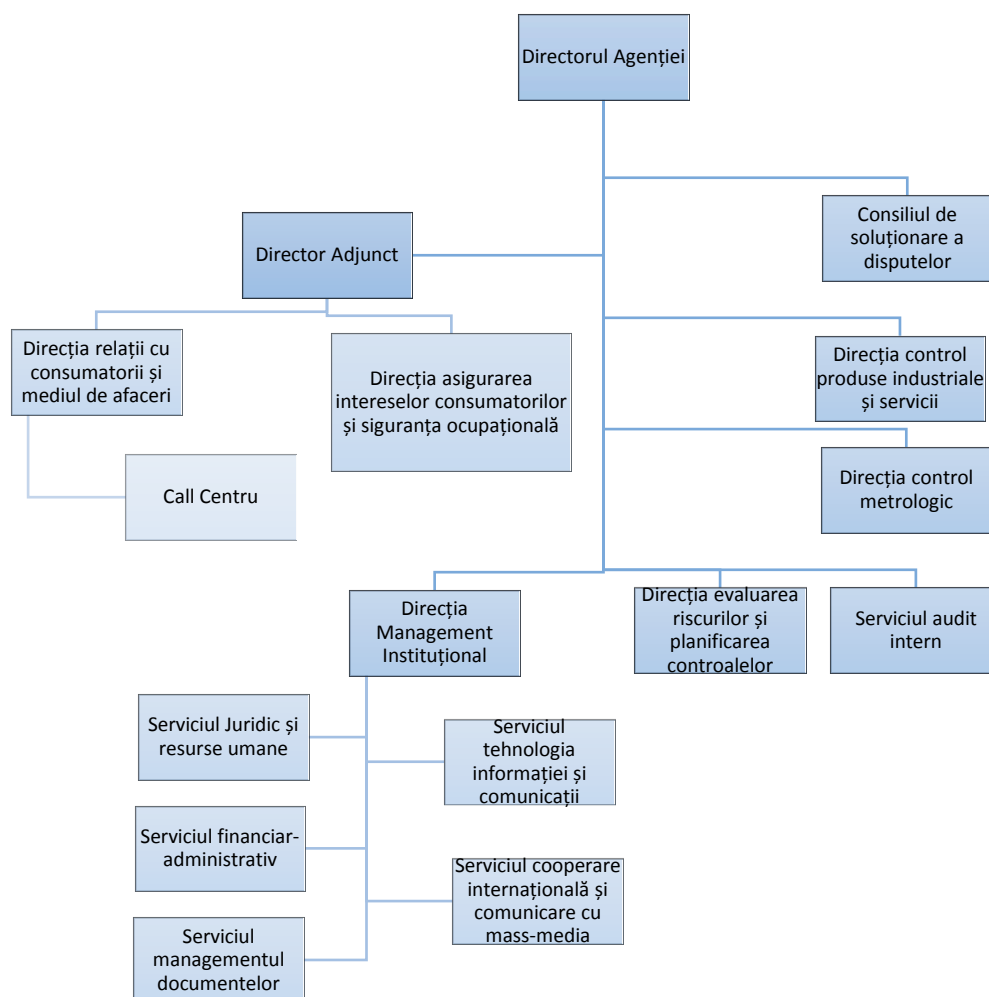 Directorul Agenției
Consiliul de
soluționare a
disputelor
Director Adjunct
Direcția relații cu
consumatorii și
mediul de afaceri
Direcția asigurarea
intereselor consumatorilor
și siguranța ocupațională
Direcția control
produse industriale
și servicii
Call Centru
Direcția control
metrologic
Direcția
Management
Instituțional
Direcția evaluarea
riscurilor și
planificarea
controalelor
Serviciul audit
intern
Serviciul Juridic și
resurse umane
Serviciul
tehnologia
informației și
comunicații
Serviciul financiar-
administrativ
Serviciul cooperare
internațională și
comunicare cu
mass-media
Serviciul
managementul
documentelor